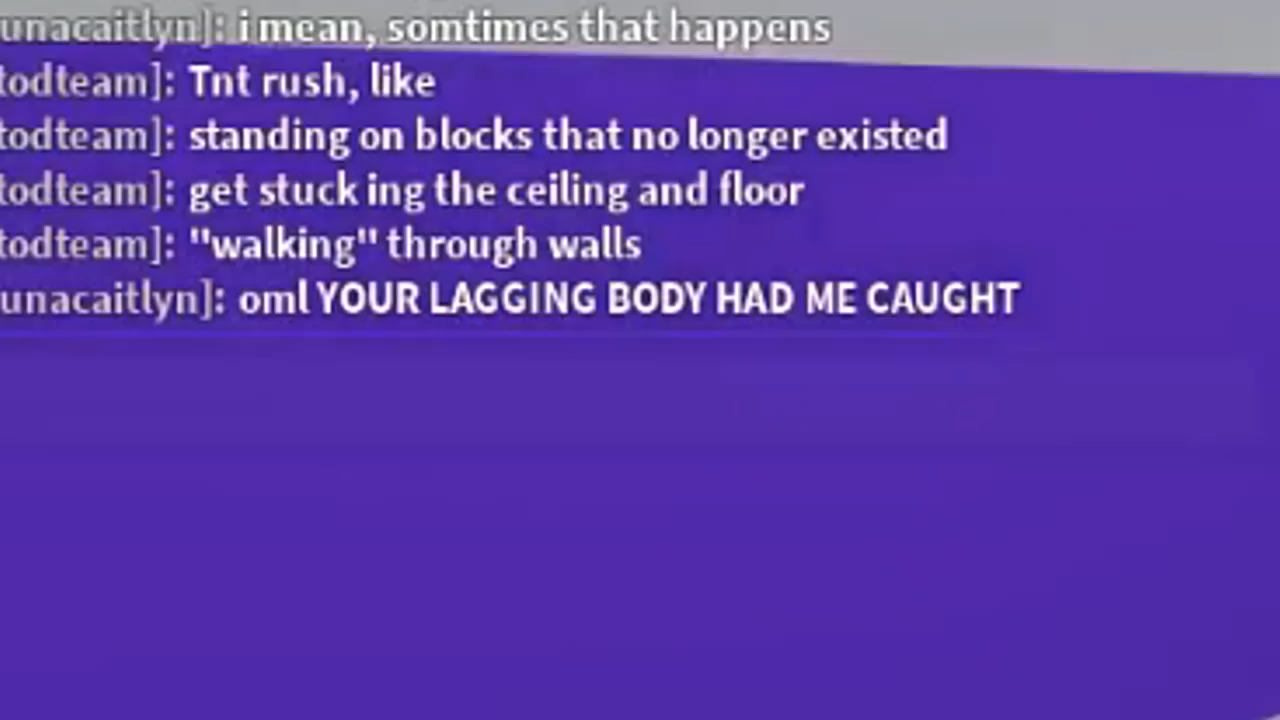 unacaitlyn]: i mean, somtimes that happens
todteam]: Tnt rush, like
todteam]: standing on blocks that no longer existed
todteam]: get stuck ing the ceiling and floor
todteam]: "walking" through walls
unacaitlyn]: oml YOUR LAGGING BODY HAD ME CAUGHT